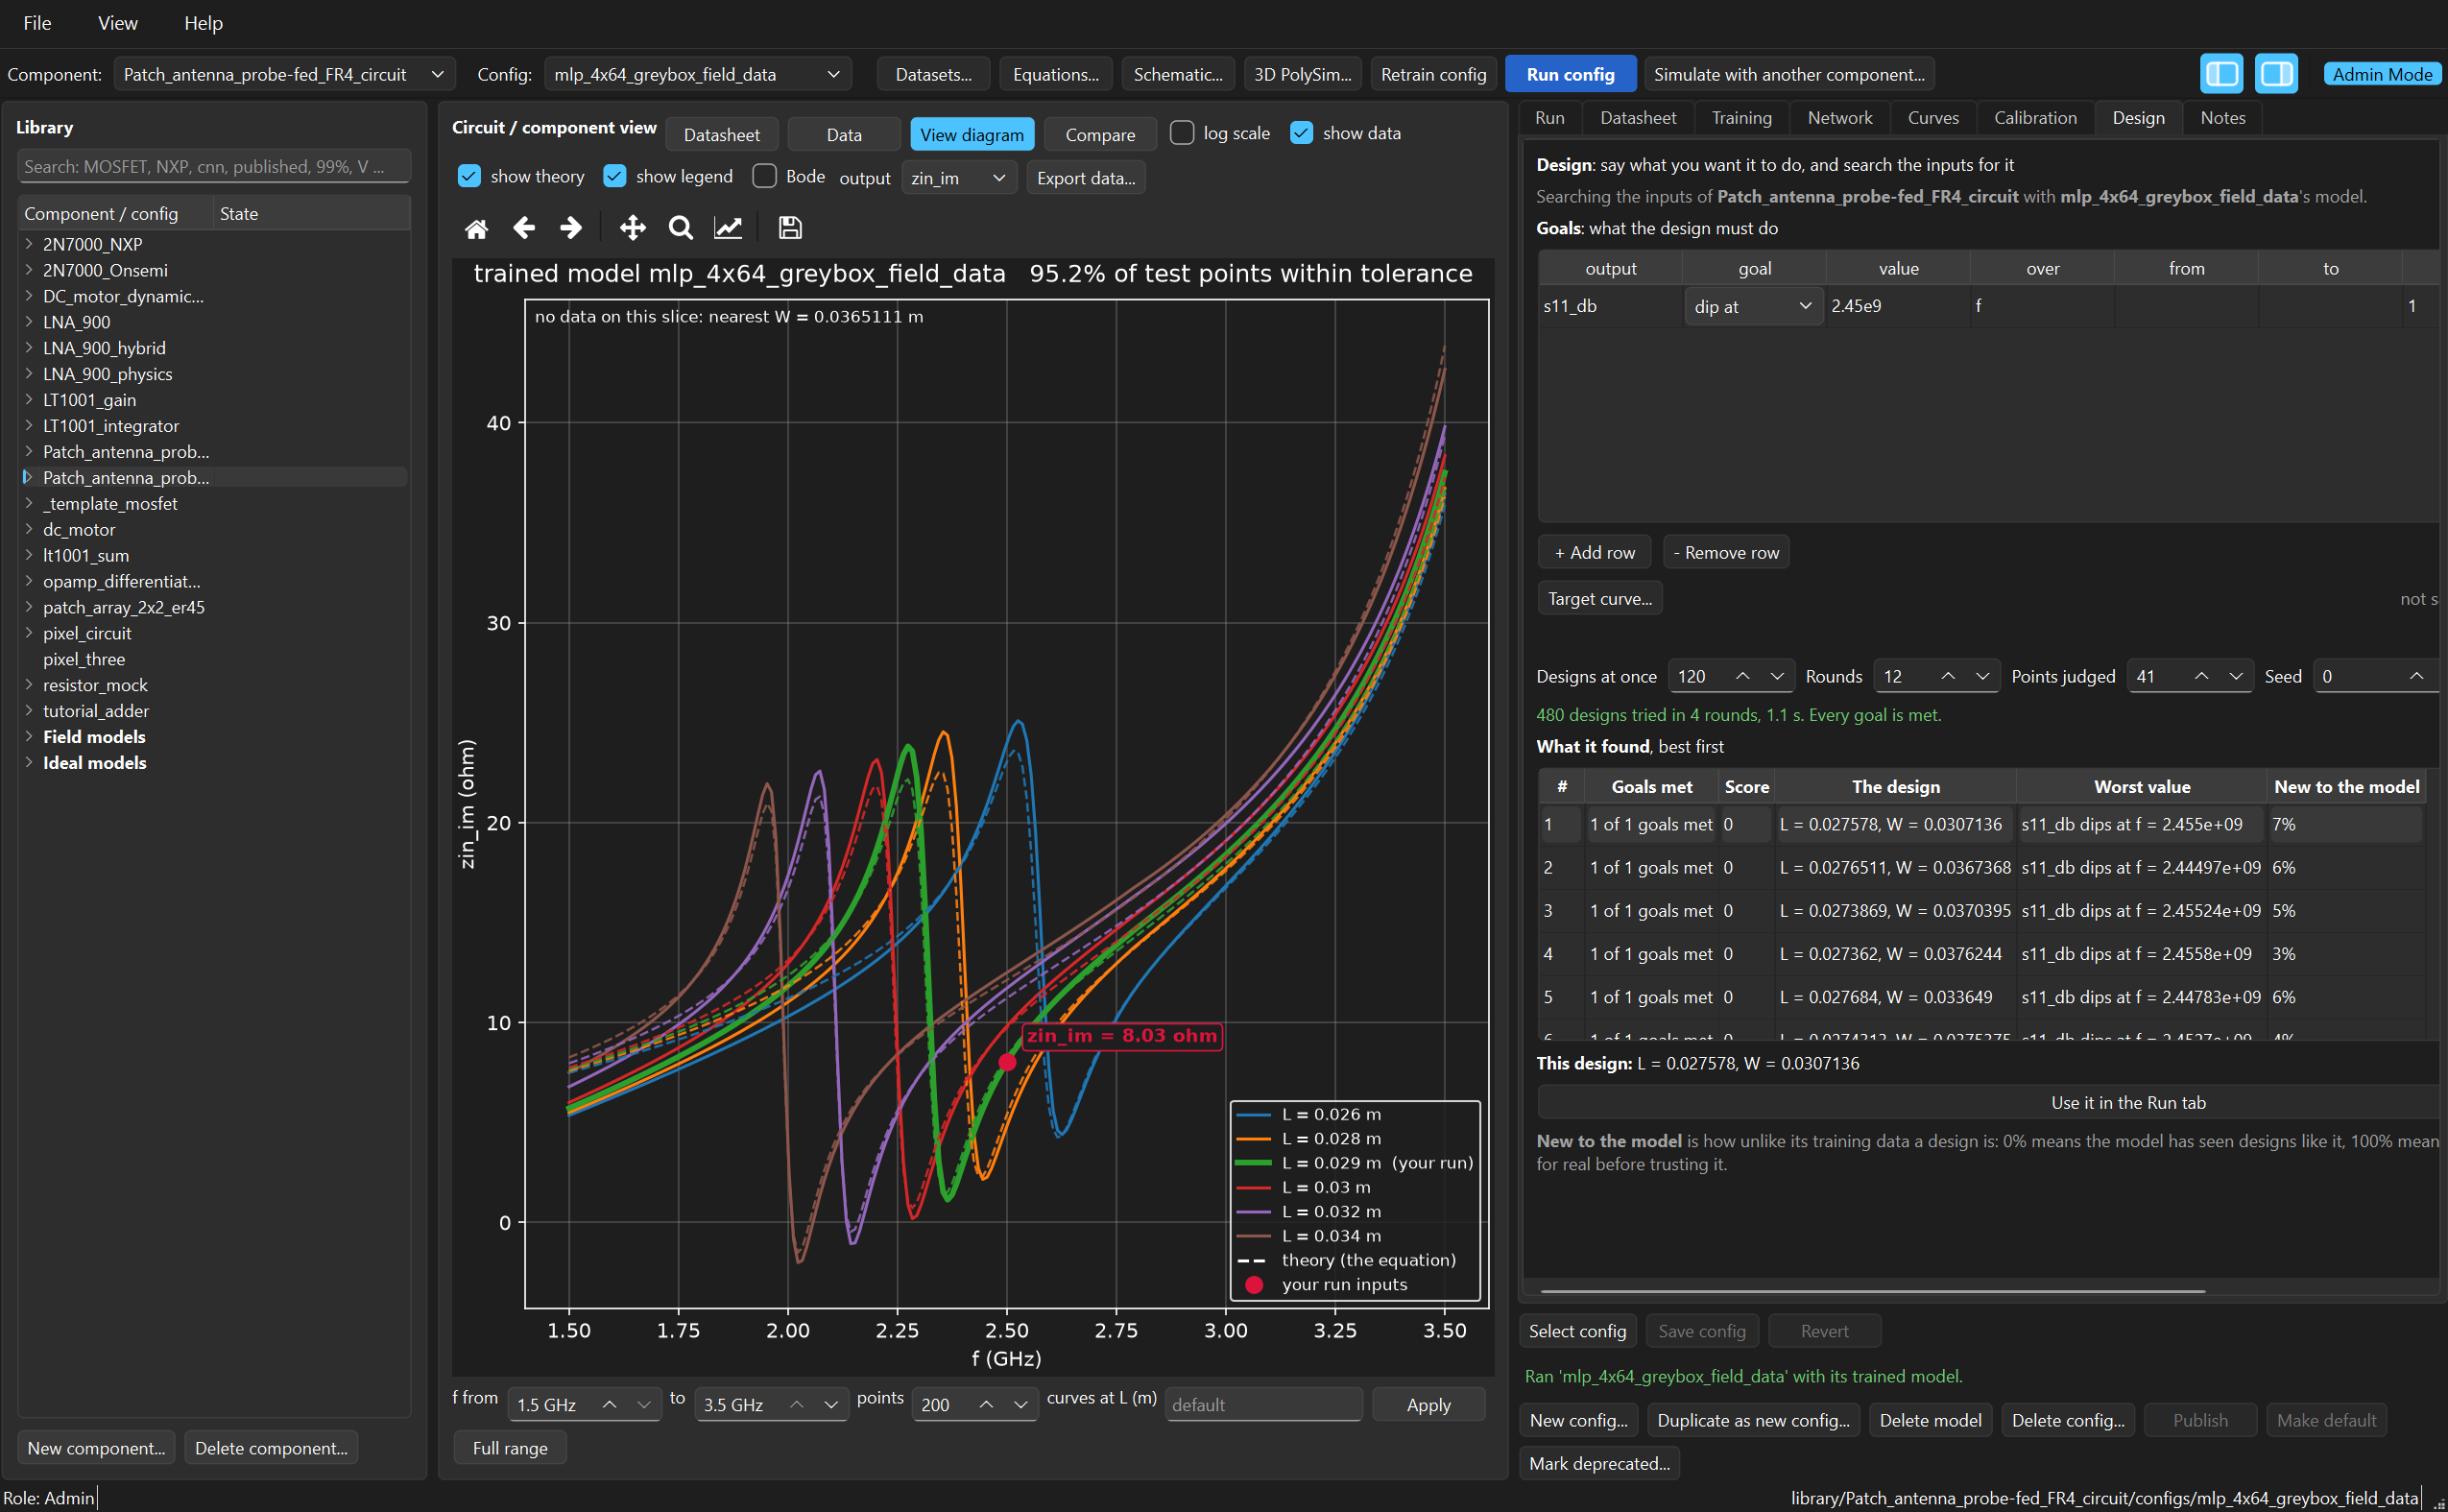 File View Help
Component: Patch_antenna_probe-fed_FR4_circuit Config: mlp_4x64_greybox_field_data Datasets... Equations... Schematic... 3D PolySim... Retrain config Run config Simulate with another component... Admin Mode
Library
Search: MOSFET, NXP, cnn, published, 99%, V ...
Component / config State
2N7000_NXP
2N7000_Onsemi
DC_motor_dynamic...
LNA_900
LNA_900_hybrid
LNA_900_physics
LT1001_gain
LT1001_integrator
Patch_antenna_prob...
Patch_antenna_prob...
_template_mosfet
dc_motor
lt1001_sum
opamp_differentiat...
patch_array_2x2_er45
pixel_circuit
pixel_three
resistor_mock
tutorial_adder
Field models
Ideal models
New component... Delete component...
Circuit / component view Datasheet Data View diagram Compare log scale show data
show theory show legend Bode output zin_im Export data...
trained model mlp_4x64_greybox_field_data 95.2% of test points within tolerance
no data on this slice: nearest W = 0.0365111 m
40
30
20
10
0
zin_im (ohm)
zin_im = 8.03 ohm
L = 0.026 m
L = 0.028 m
L = 0.029 m (your run)
L = 0.03 m
L = 0.032 m
L = 0.034 m
theory (the equation)
your run inputs
1.50 1.75 2.00 2.25 2.50 2.75 3.00 3.25 3.50
f (GHz)
f from 1.5 GHz to 3.5 GHz points 200 curves at L (m) default Apply
Full range
Run Datasheet Training Network Curves Calibration Design Notes
Design: say what you want it to do, and search the inputs for it
Searching the inputs of Patch_antenna_probe-fed_FR4_circuit with mlp_4x64_greybox_field_data's model.
Goals: what the design must do
output goal value over from to
s11_db dip at 2.45e9 f 1
+ Add row - Remove row
Target curve... not s
Designs at once 120 Rounds 12 Points judged 41 Seed 0
480 designs tried in 4 rounds, 1.1 s. Every goal is met.
What it found, best first
# Goals met Score The design Worst value New to the model
1 1 of 1 goals met 0 L = 0.027578, W = 0.0307136 s11_db dips at f = 2.455e+09 7%
2 1 of 1 goals met 0 L = 0.0276511, W = 0.0367368 s11_db dips at f = 2.44497e+09 6%
3 1 of 1 goals met 0 L = 0.0273869, W = 0.0370395 s11_db dips at f = 2.45524e+09 5%
4 1 of 1 goals met 0 L = 0.027362, W = 0.0376244 s11_db dips at f = 2.4558e+09 3%
5 1 of 1 goals met 0 L = 0.027684, W = 0.033649 s11_db dips at f = 2.44783e+09 6%
This design: L = 0.027578, W = 0.0307136
Use it in the Run tab
New to the model is how unlike its training data a design is: 0% means the model has seen designs like it, 100% mean
for real before trusting it.
Select config Save config Revert
Ran 'mlp_4x64_greybox_field_data' with its trained model.
New config... Duplicate as new config... Delete model Delete config... Publish Make default
Mark deprecated...
Role: Admin library/Patch_antenna_probe-fed_FR4_circuit/configs/mlp_4x64_greybox_field_data